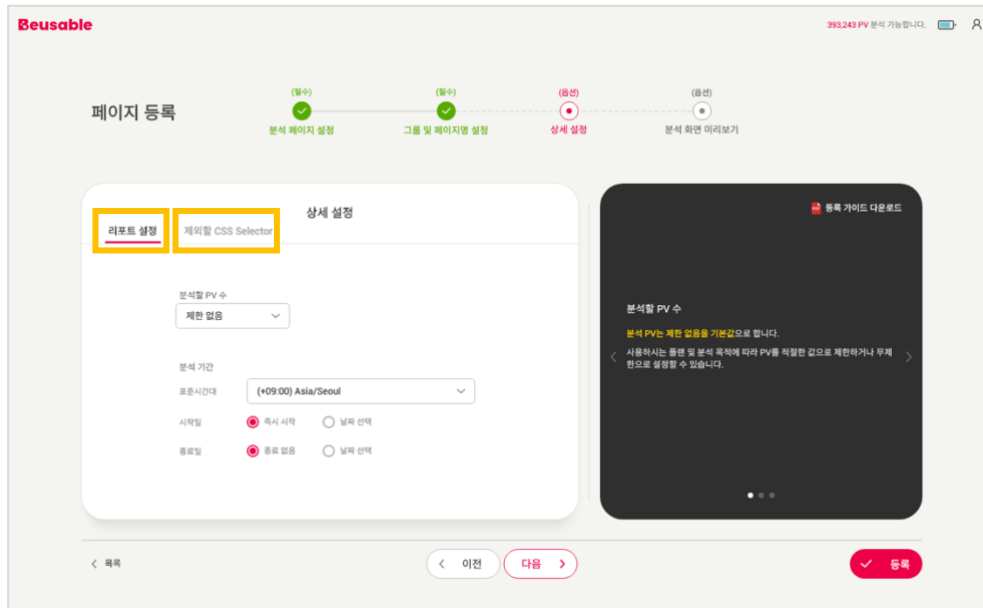 Beusable
393,243 PV 분석 가능합니다.
페이지 등록
(필수)
(필수)
(옵션)
(옵션)
분석 페이지 설정
그룹 및 페이지명 설정
상세 설정
분석 화면 미리보기
상세 설정
리포트 설정
제외할 CSS Selector
분석할 PV 수
제한 없음
분석 기간
표준시간대
(+09:00) Asia/Seoul
시작일
즉시 시작
날짜 선택
종료일
종료 없음
날짜 선택
등록 가이드 다운로드
분석할 PV 수
분석 PV는 제한 없음을 기본값으로 합니다.
사용하시는 플랜 및 분석 목적에 따라 PV를 적절한 값으로 제한하거나 무제
한으로 설정할 수 있습니다.
목록
이전
다음
등록